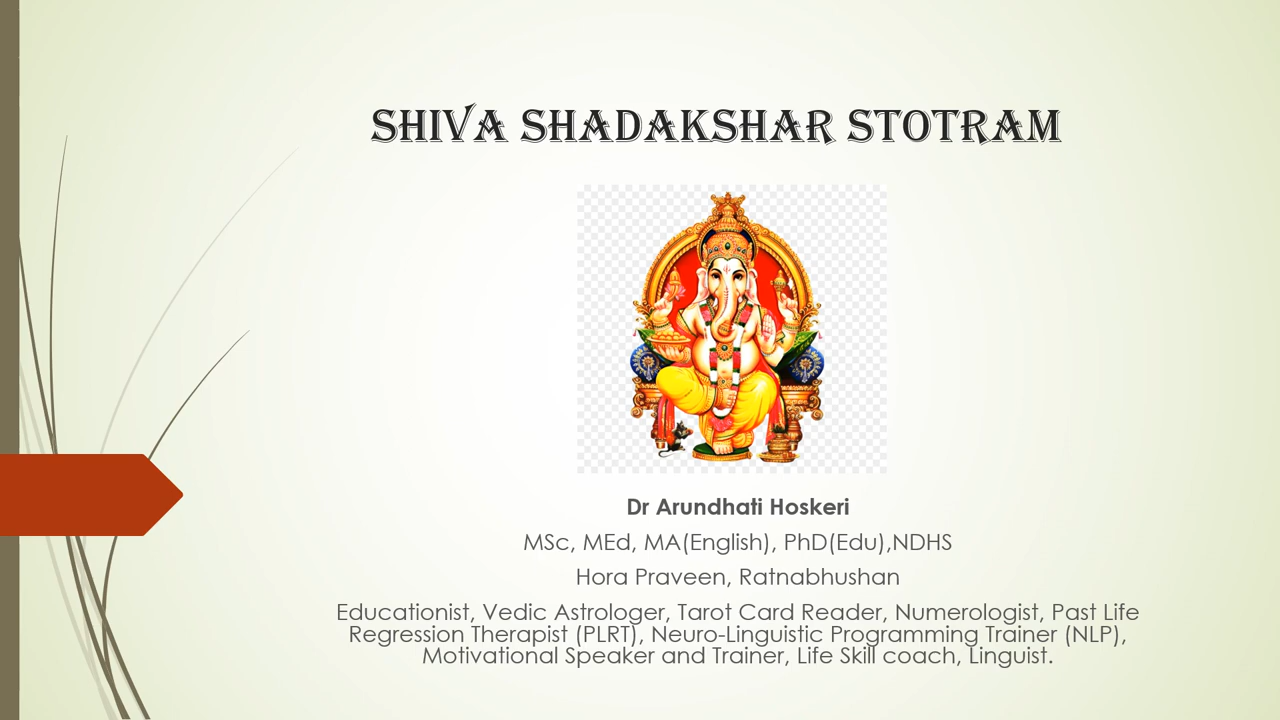 SHIVA SHADAKSHAR STOTRAM
Dr Arundhati Hoskeri
MSc, MEd, MA(English), PhD(Edu),NDHS
Hora Praveen, Ratnabhushan
Educationist, Vedic Astrologer, Tarot Card Reader, Numerologist, Past Life
Regression Therapist (PLRT), Neuro-Linguistic Programming Trainer (NLP),
Motivational Speaker and Trainer, Life Skill coach, Linguist.